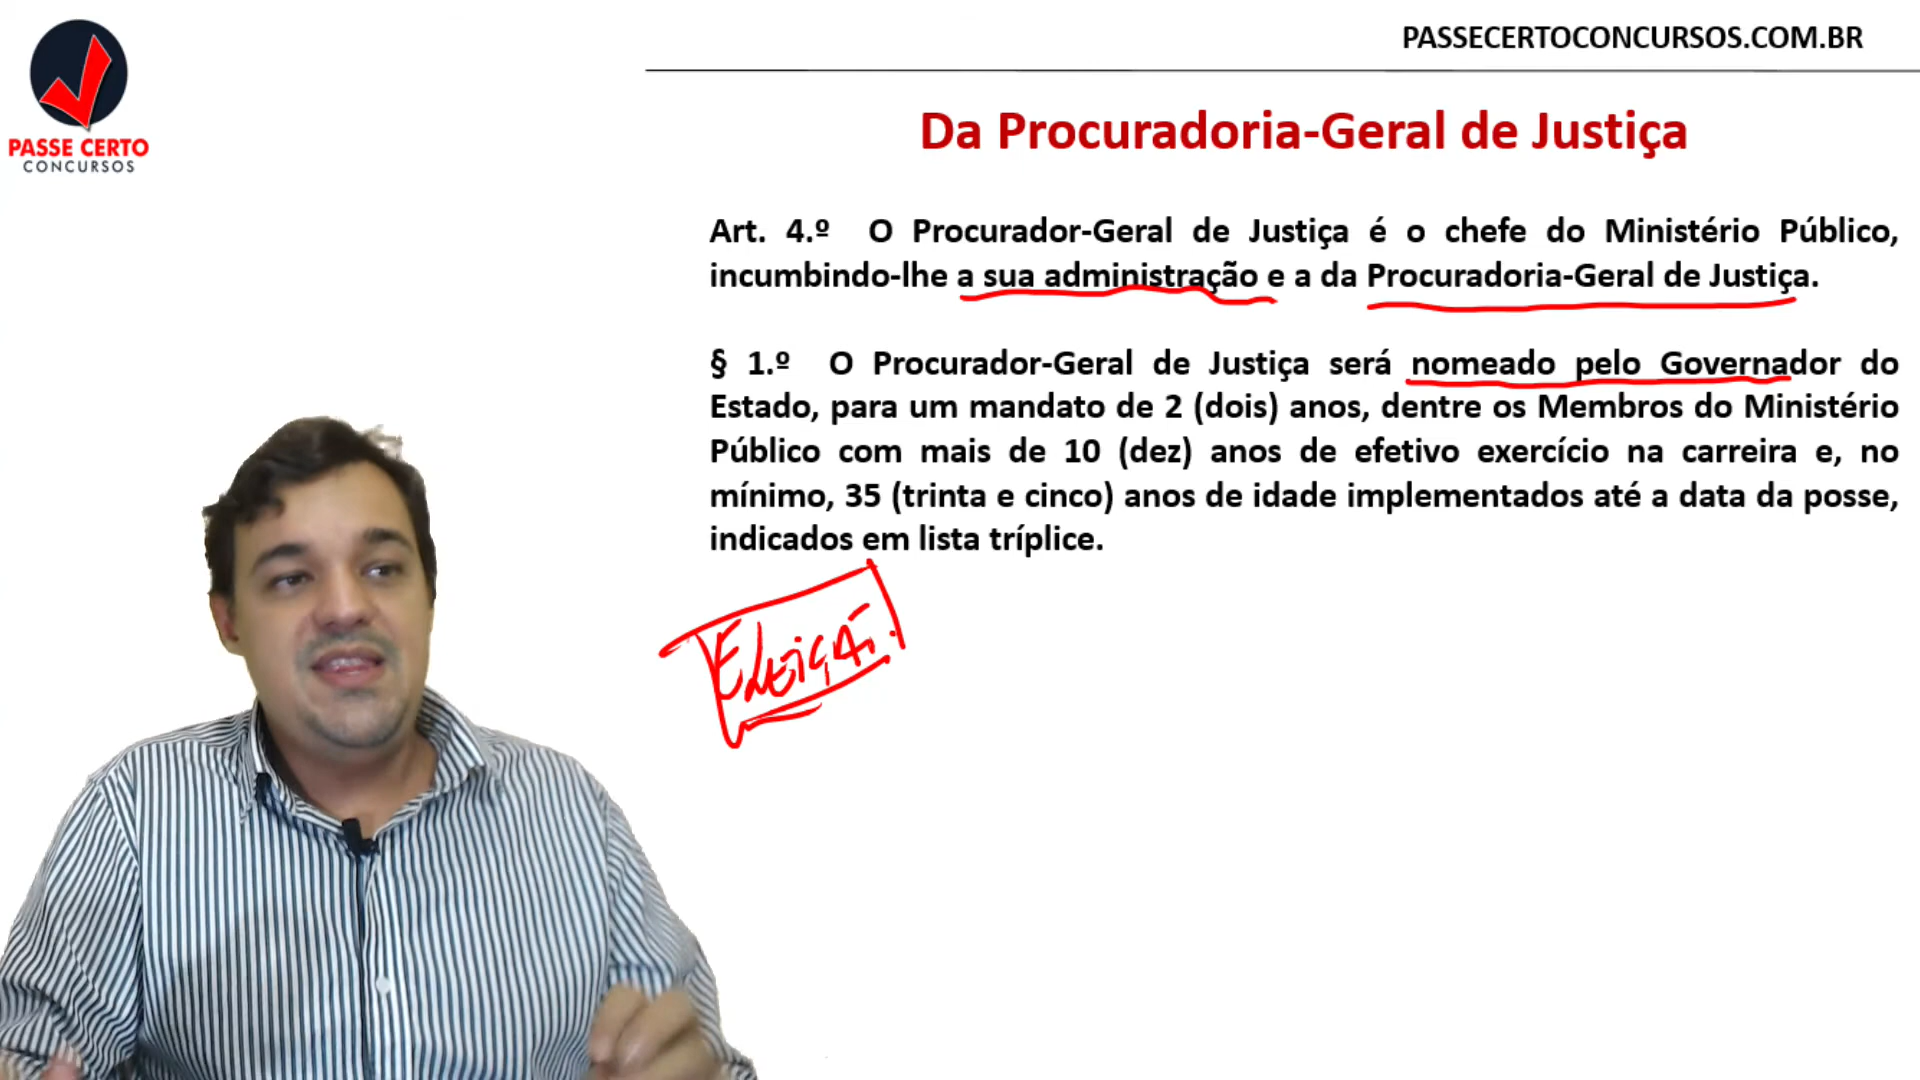 PASSECERTOCONCURSOS.COM.BR
PASSE CERTO
CONCURSOS
Da Procuradoria-Geral de Justiça
Art. 4.º O Procurador-Geral de Justiça é o chefe do Ministério Público,
incumbindo-lhe a sua administração e a da Procuradoria-Geral de Justiça.
§ 1.º O Procurador-Geral de Justiça será nomeado pelo Governador do
Estado, para um mandato de 2 (dois) anos, dentre os Membros do Ministério
Público com mais de 10 (dez) anos de efetivo exercício na carreira e, no
mínimo, 35 (trinta e cinco) anos de idade implementados até a data da posse,
indicados em lista tríplice.